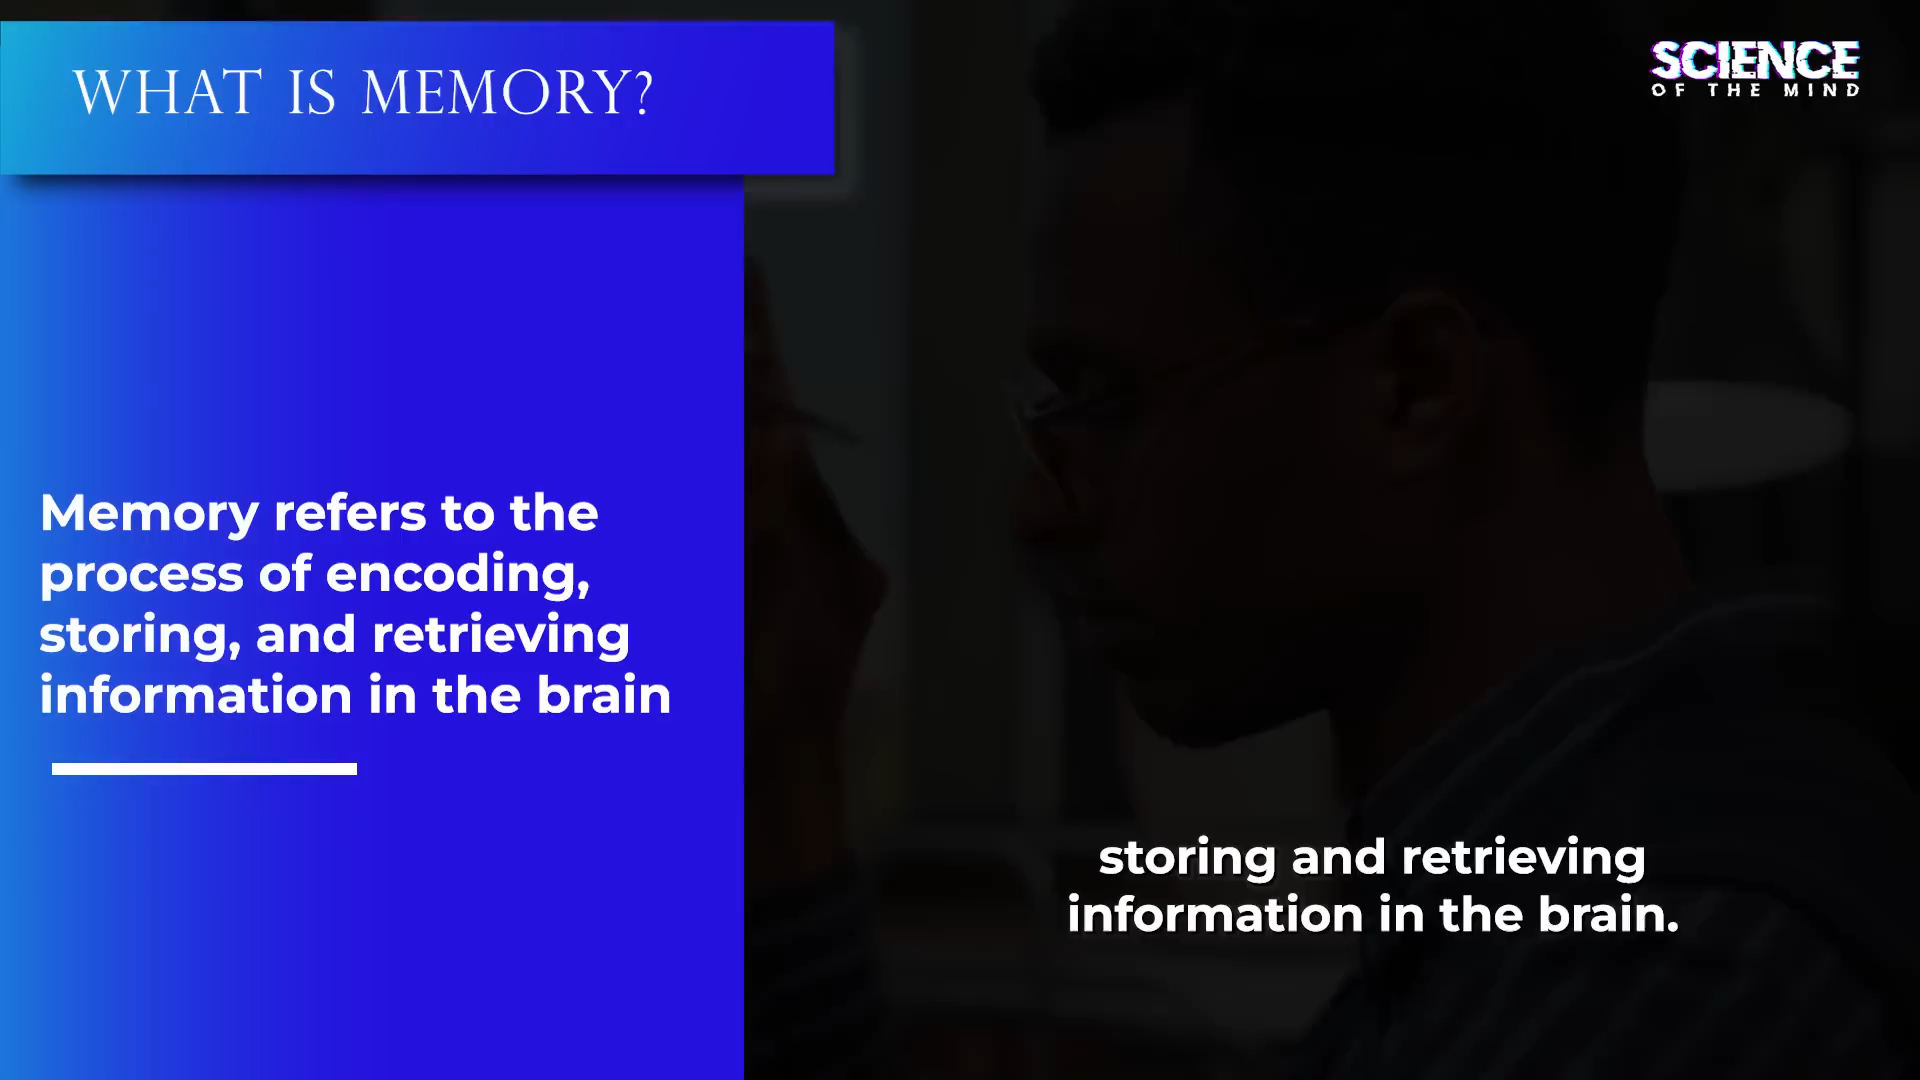 WHAT IS MEMORY?
SCIENCE
OF THE MIND
Memory refers to the
process of encoding,
storing, and retrieving
information in the brain
storing and retrieving
information in the brain.